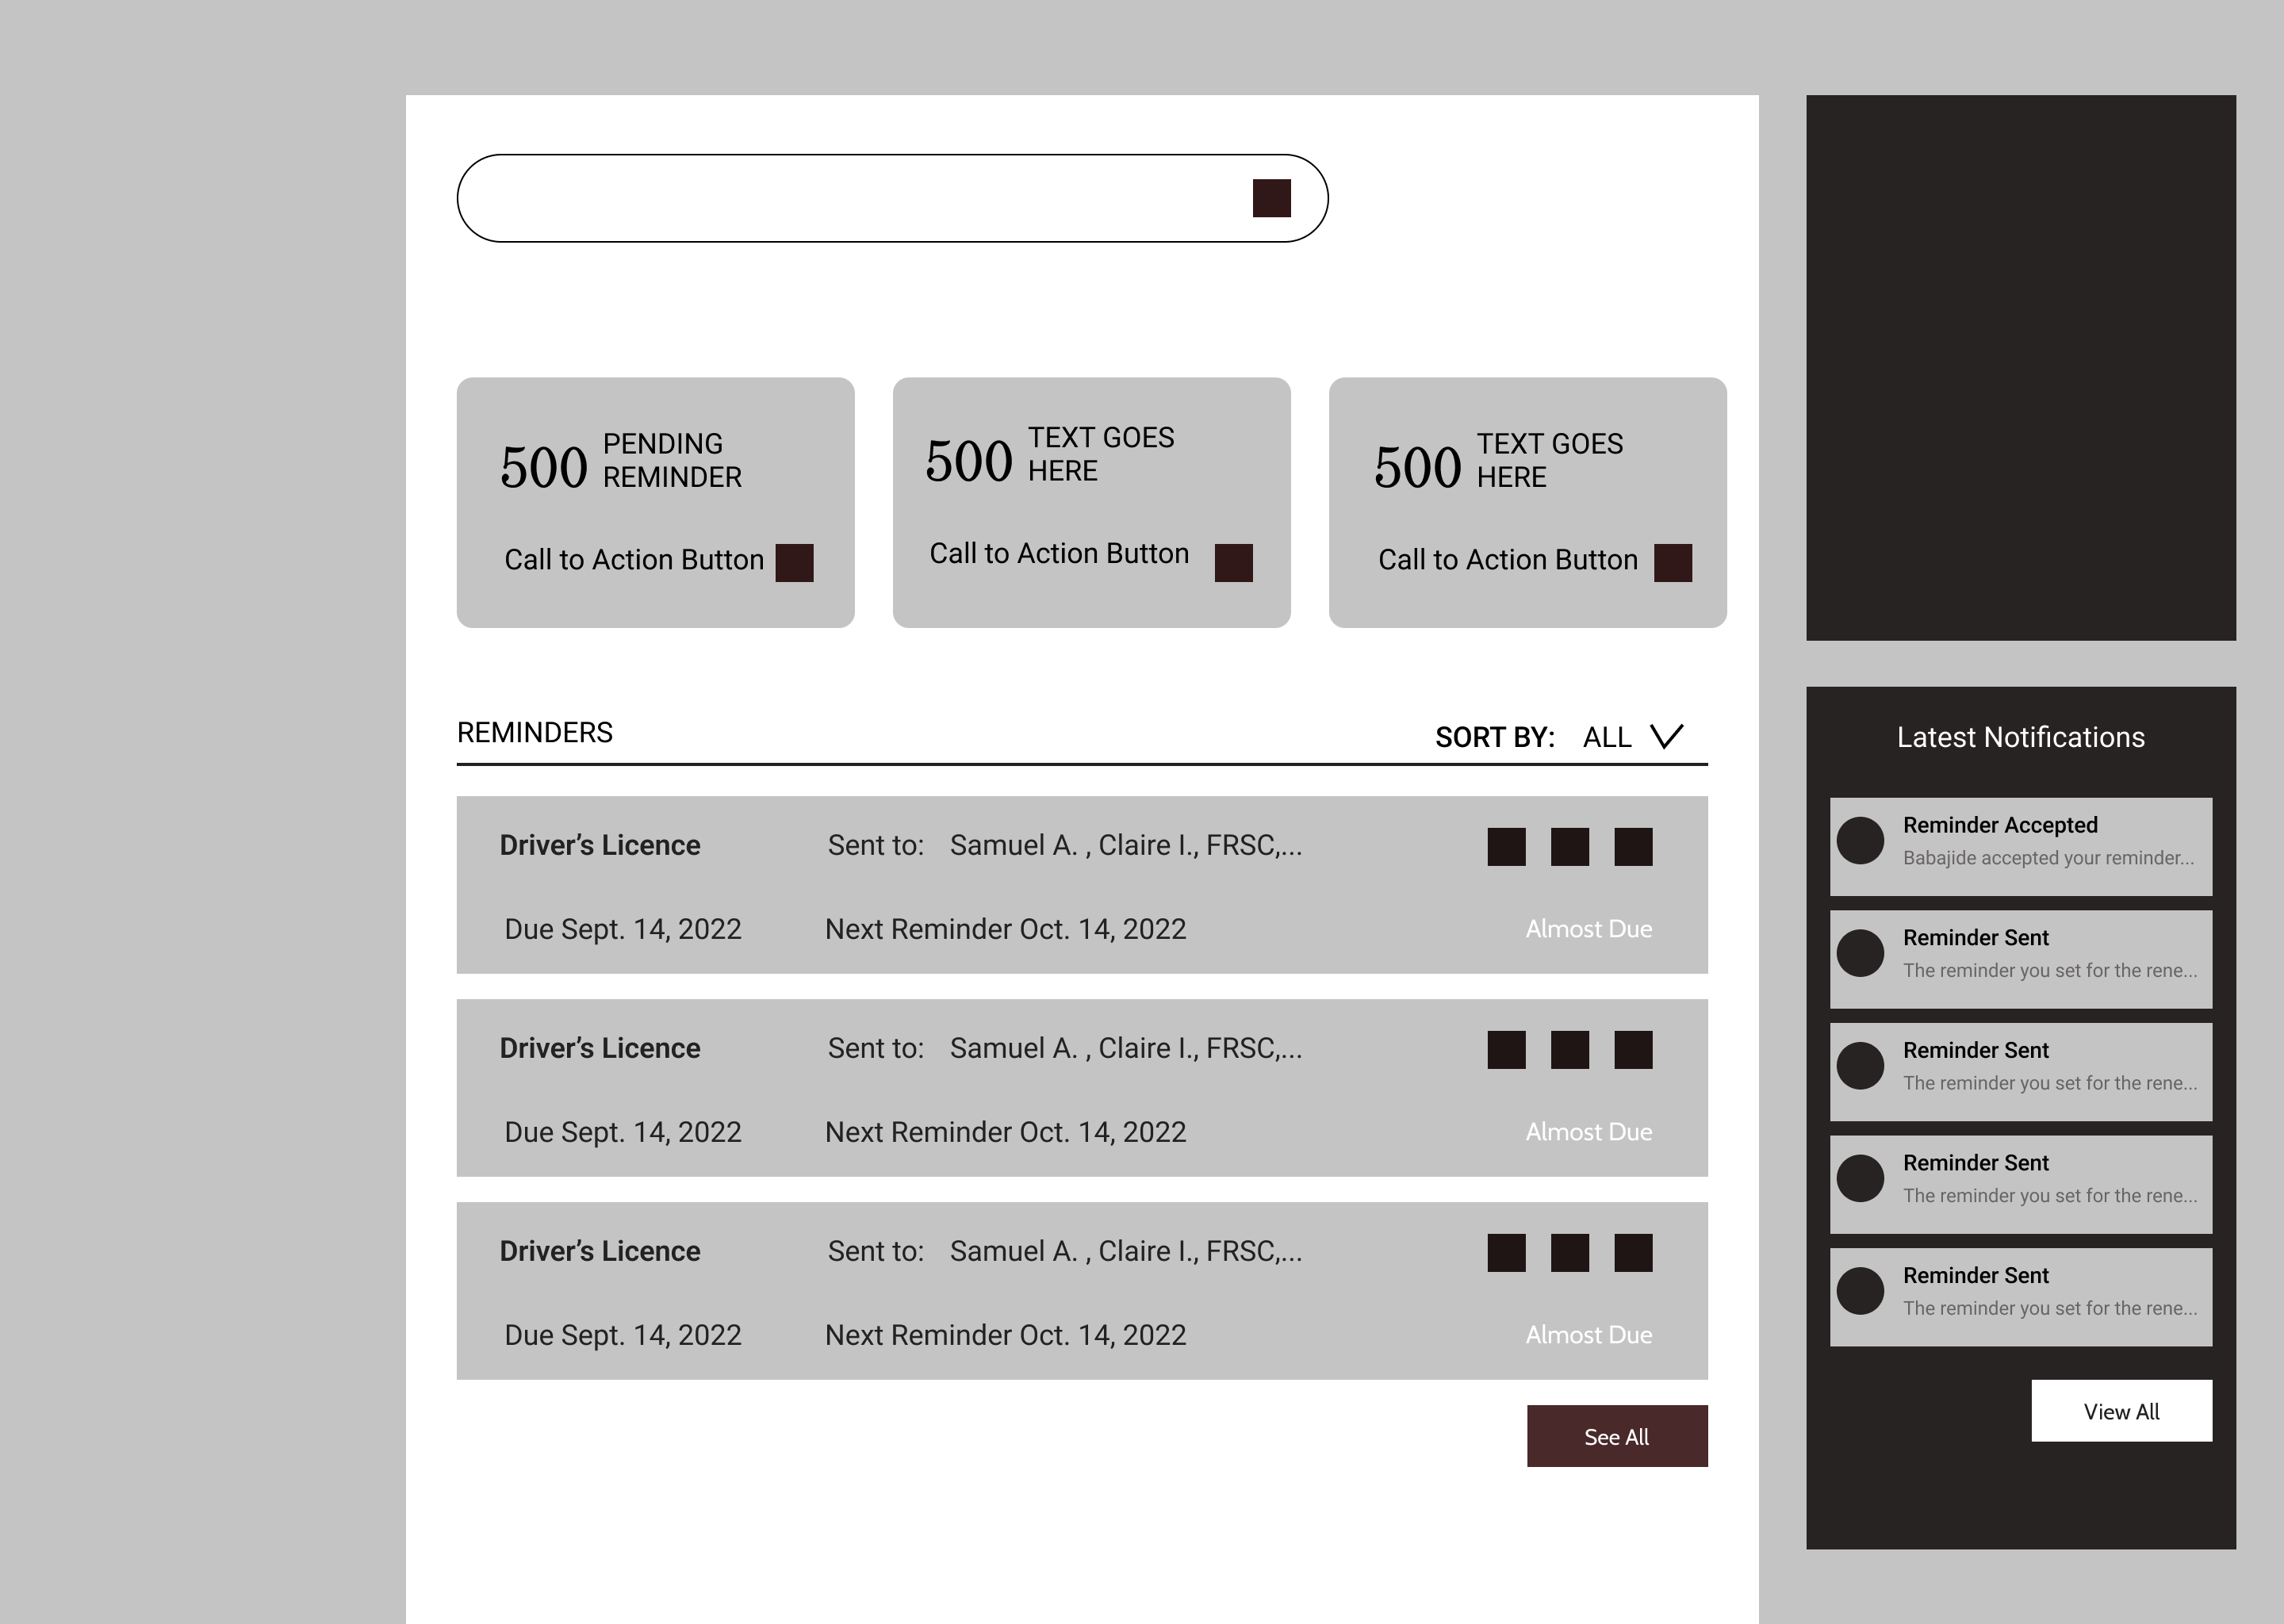 500 PENDING
REMINDER
Call to Action Button
500 TEXT GOES
HERE
Call to Action Button
500 TEXT GOES
HERE
Call to Action Button
REMINDERS
SORT BY: ALL
Driver’s Licence
Sent to: Samuel A. , Claire I., FRSC,...
Due Sept. 14, 2022
Next Reminder Oct. 14, 2022
Almost Due
Driver’s Licence
Sent to: Samuel A. , Claire I., FRSC,...
Due Sept. 14, 2022
Next Reminder Oct. 14, 2022
Almost Due
Driver’s Licence
Sent to: Samuel A. , Claire I., FRSC,...
Due Sept. 14, 2022
Next Reminder Oct. 14, 2022
Almost Due
See All
Latest Notifications
Reminder Accepted
Babajide accepted your reminder...
Reminder Sent
The reminder you set for the rene...
Reminder Sent
The reminder you set for the rene...
Reminder Sent
The reminder you set for the rene...
Reminder Sent
The reminder you set for the rene...
View All